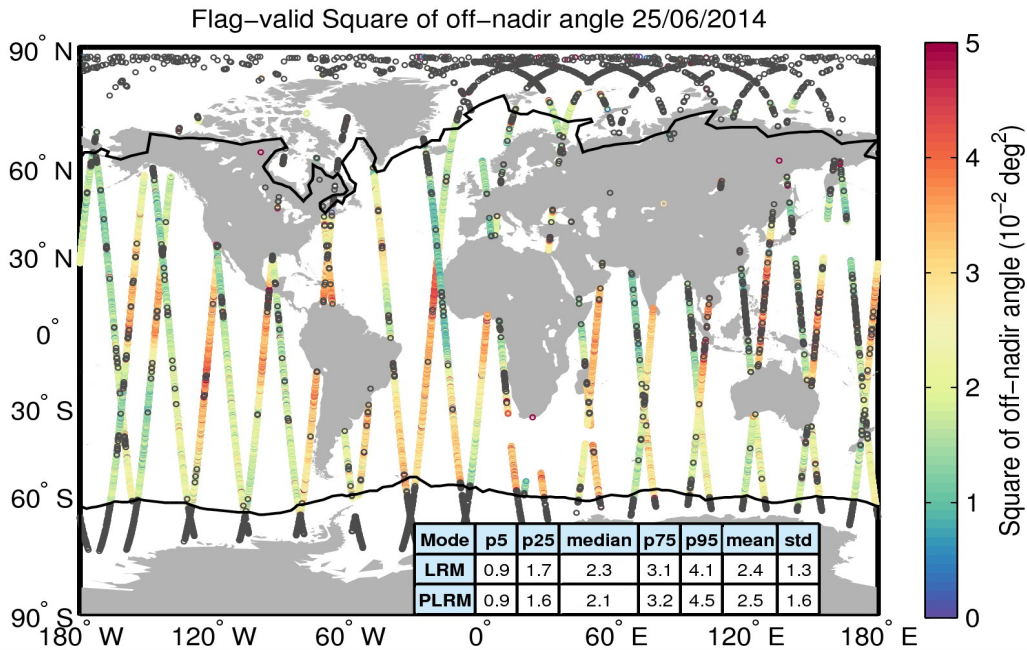 Flag−valid Square of off−nadir angle 25/06/2014
90° N
60° N
30° N
0°
30° S
60° S
90° S
180° W
120° W
60° W
0°
60° E
120° E
180° E
Mode p5 p25 median p75 p95 mean std
LRM 0.9 1.7 2.3 3.1 4.1 2.4 1.3
PLRM 0.9 1.6 2.1 3.2 4.5 2.5 1.6
5
4
3
2
1
0
Square of off−nadir angle (10⁻² deg²)